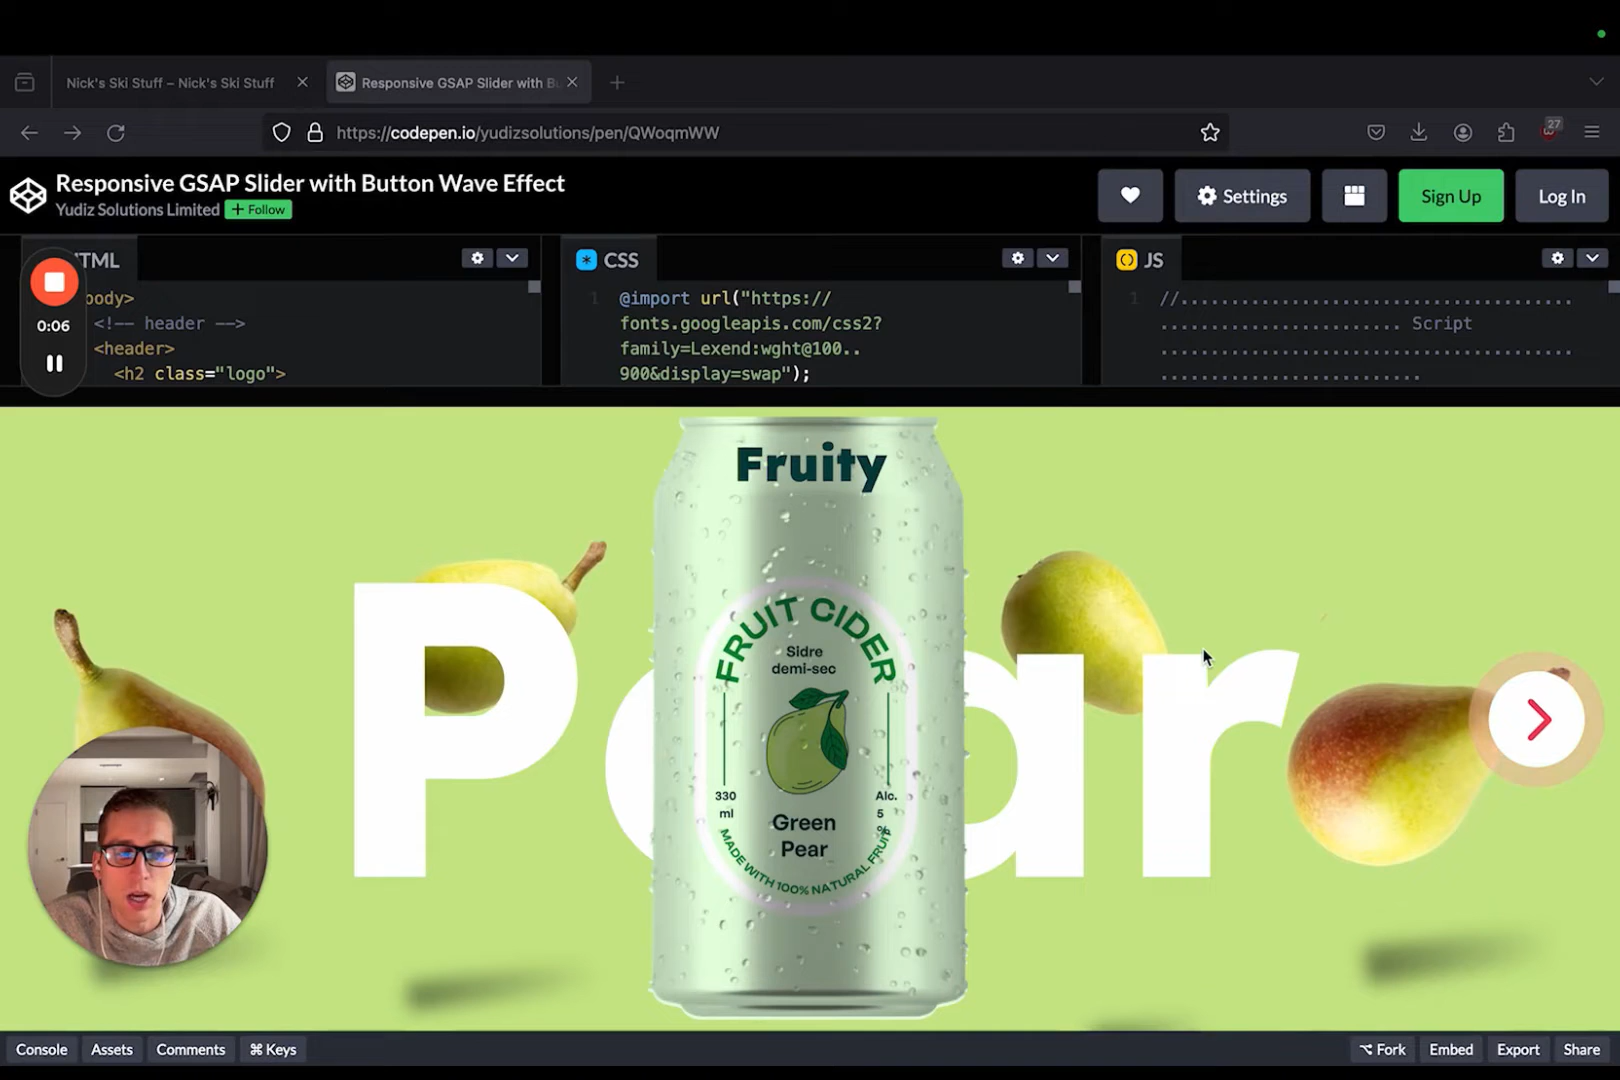 Nick's Ski Stuff – Nick's Ski Stuff
Responsive GSAP Slider with Bu
https://codepen.io/yudizsolutions/pen/QWoqmWW
27
Responsive GSAP Slider with Button Wave Effect
Yudiz Solutions Limited + Follow
Settings
Sign Up
Log In
TML
CSS
JS
0:06
body>
<!-- header -->
<header>
<h2 class="logo">
1 @import url("https://
fonts.googleapis.com/css2?
family=Lexend:wght@100..
900&display=swap");
1 //.......................................
........................ Script
.........................................
..........................
Fruity
Pear
FRUIT CIDER
Sidre
demi-sec
330
ml
Alc.
5
%
Green
Pear
MADE WITH 100% NATURAL FRUIT
Console
Assets
Comments
⌘ Keys
Fork
Embed
Export
Share